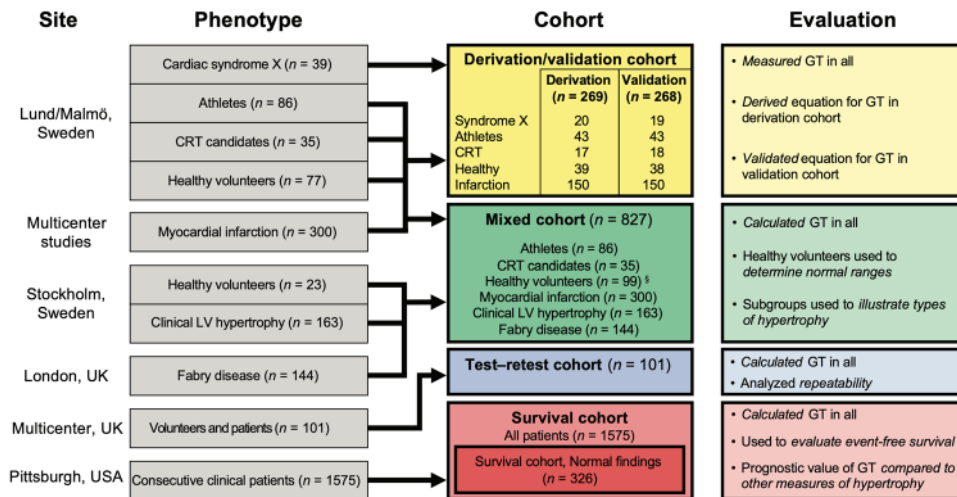 Site
Phenotype
Cohort
Evaluation
Lund/Malmö,
Sweden
Multicenter
studies
Stockholm,
Sweden
London, UK
Multicenter, UK
Pittsburgh, USA
Cardiac syndrome X (n = 39)
Athletes (n = 86)
CRT candidates (n = 35)
Healthy volunteers (n = 77)
Myocardial infarction (n = 300)
Healthy volunteers (n = 23)
Clinical LV hypertrophy (n = 163)
Fabry disease (n = 144)
Volunteers and patients (n = 101)
Consecutive clinical patients (n = 1575)
Derivation/validation cohort
Derivation Validation
(n = 269) (n = 268)
Syndrome X 20 19
Athletes 43 43
CRT 17 18
Healthy 39 38
Infarction 150 150
Mixed cohort (n = 827)
Athletes (n = 86)
CRT candidates (n = 35)
Healthy volunteers (n = 99) §
Myocardial infarction (n = 300)
Clinical LV hypertrophy (n = 163)
Fabry disease (n = 144)
Test–retest cohort (n = 101)
Survival cohort
All patients (n = 1575)
Survival cohort, Normal findings
(n = 326)
• Measured GT in all
• Derived equation for GT in
derivation cohort
• Validated equation for GT in
validation cohort
• Calculated GT in all
• Healthy volunteers used to
determine normal ranges
• Subgroups used to illustrate types
of hypertrophy
• Calculated GT in all
• Analyzed repeatability
• Calculated GT in all
• Used to evaluate event-free survival
• Prognostic value of GT compared to
other measures of hypertrophy